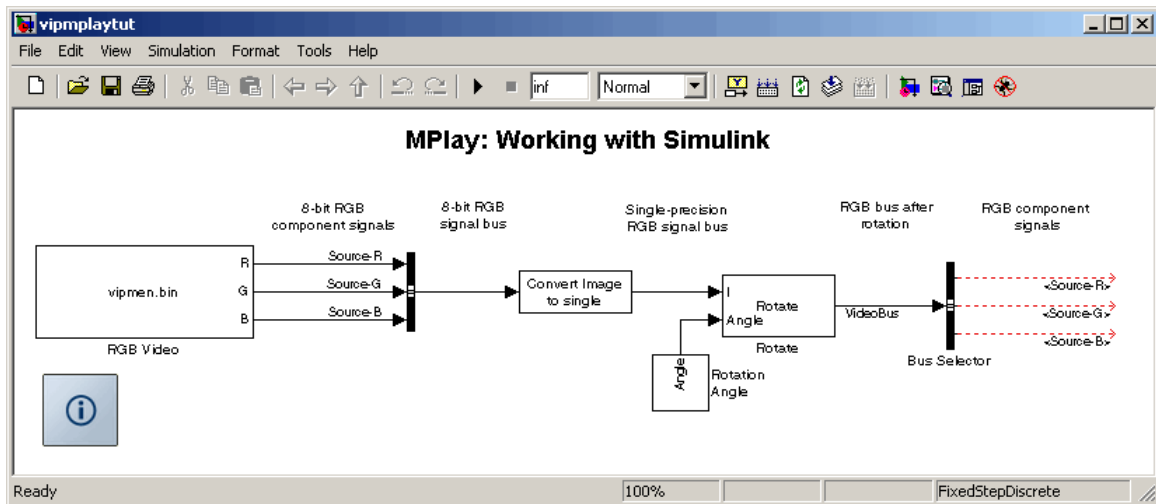 vipmplaytut
File Edit View Simulation Format Tools Help
inf Normal
MPlay: Working with Simulink
8-bit RGB
component signals
8-bit RGB
signal bus
Single-precision
RGB signal bus
RGB bus after
rotation
RGB component
signals
vipmen.bin
R
G
B
Source-R
Source-G
Source-B
RGB Video
Convert Image
to single
I
Angle
Rotate
Rotate
Angle
Rotation
Angle
VideoBus
Bus Selector
<Source-R>
<Source-G>
<Source-B>
Ready 100% FixedStepDiscrete